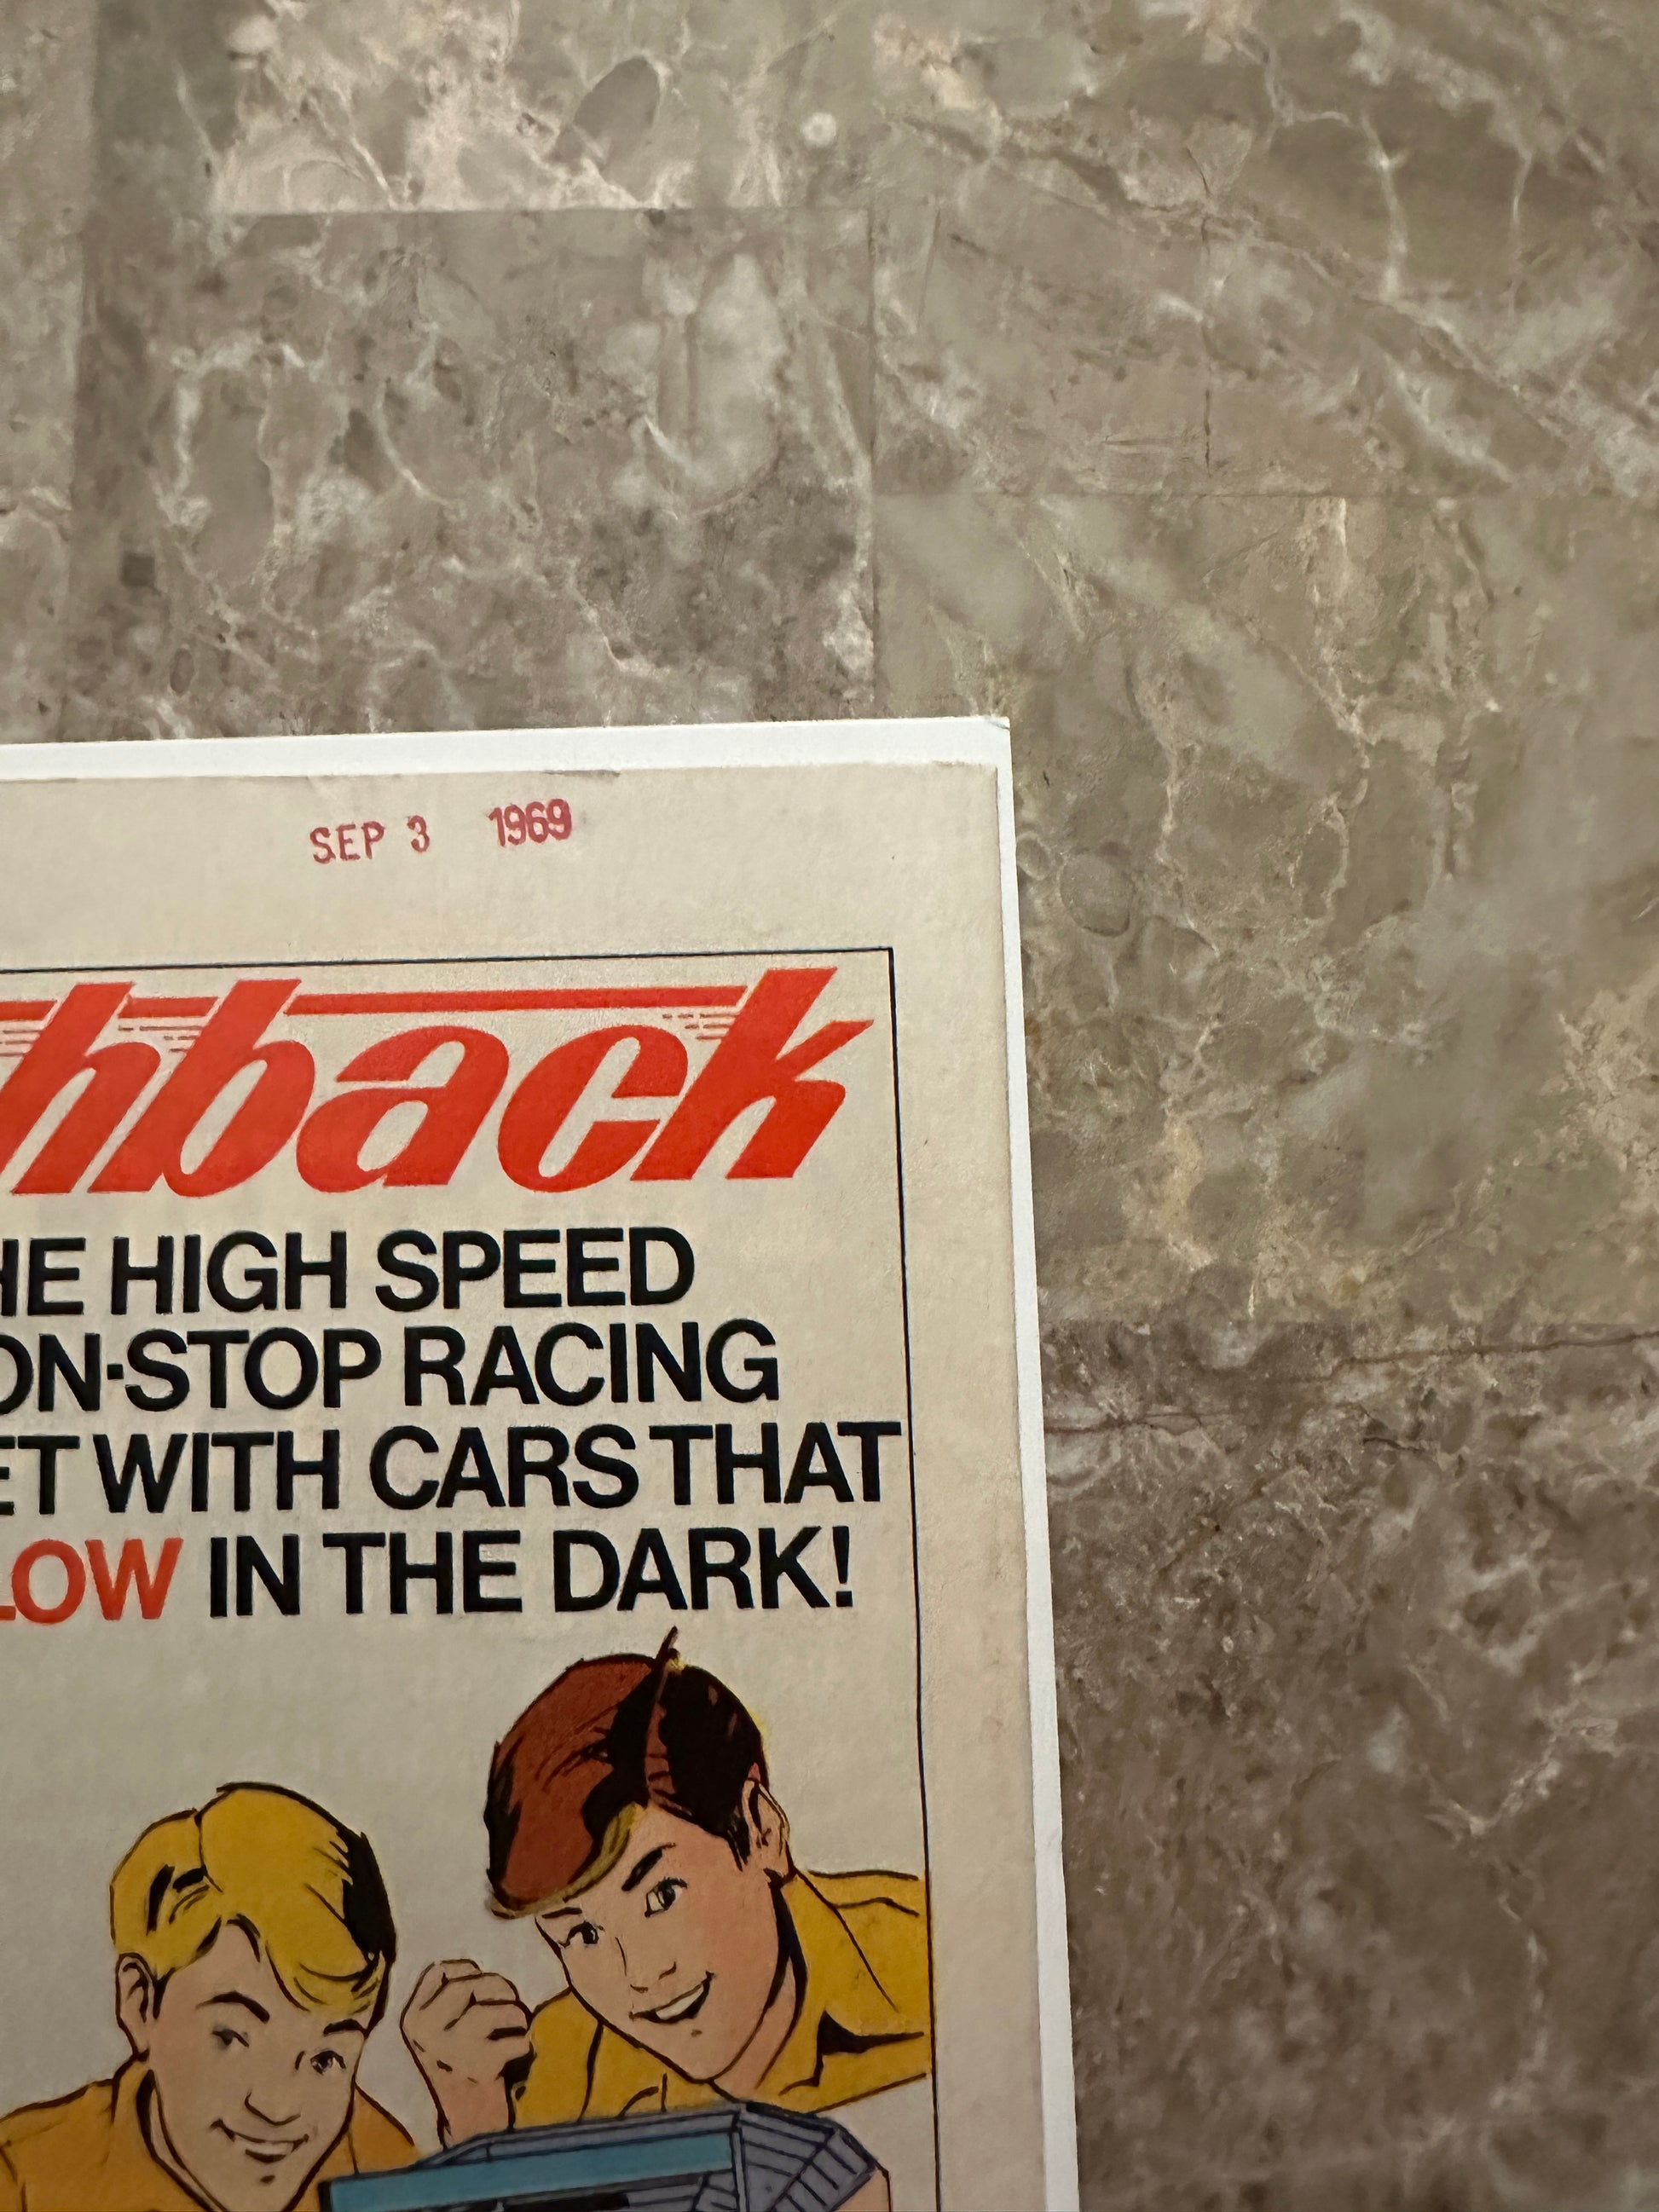 SEP 3 1969
hback
HE HIGH SPEED
ON-STOP RACING
ET WITH CARS THAT
LOW IN THE DARK!